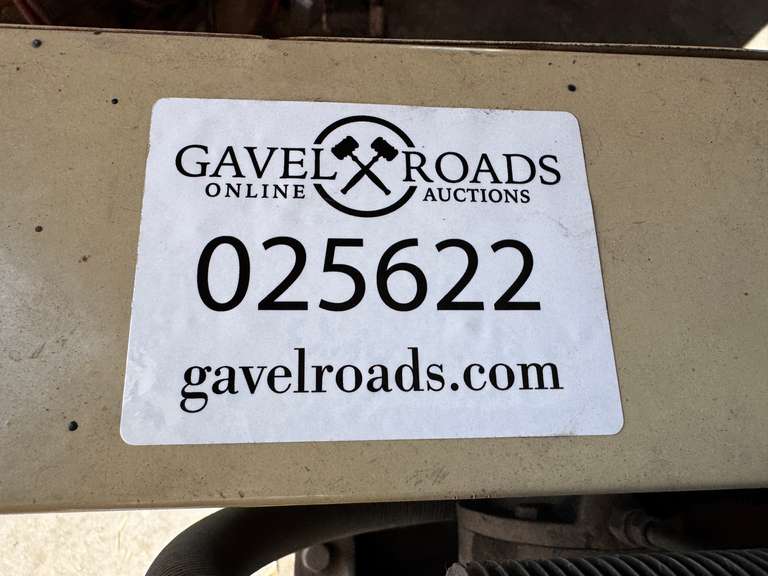 GAVEL ROADS
ONLINE AUCTIONS
025622
gavelroads.com